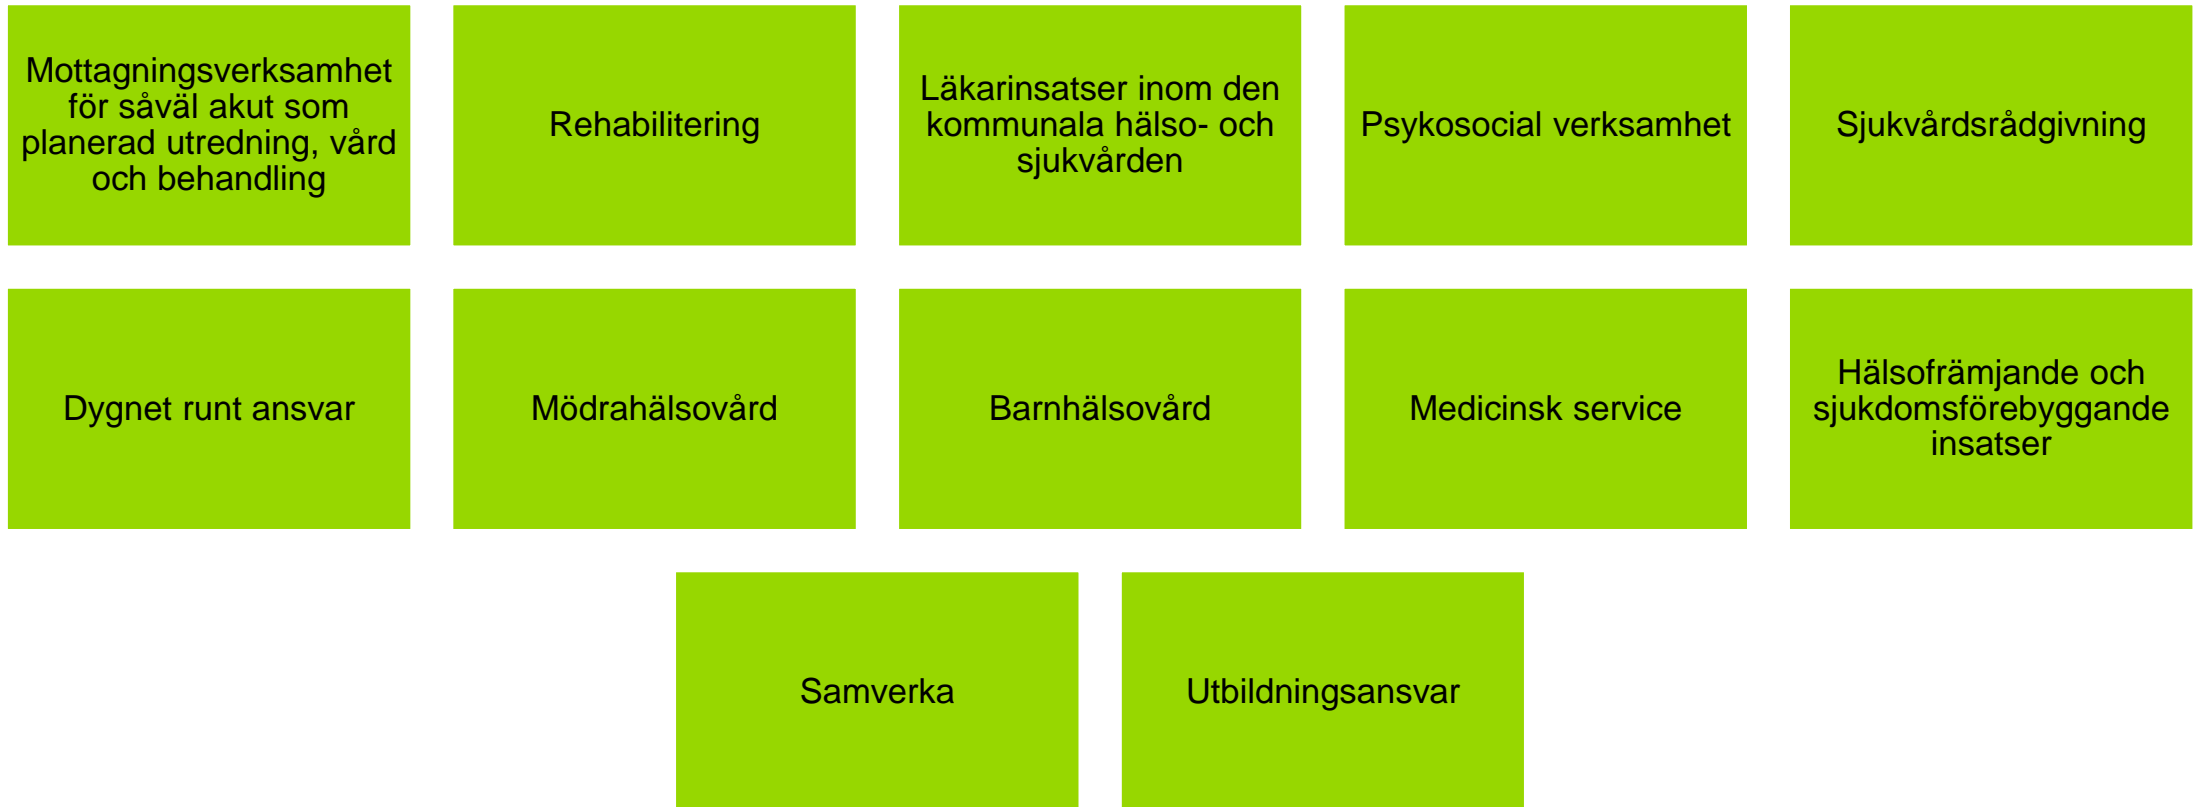 Mottagningsverksamhet
för såväl akut som
planerad utredning, vård
och behandling
Rehabilitering
Läkarinsatser inom den
kommunala hälso- och
sjukvården
Psykosocial verksamhet
Sjukvårdsrådgivning
Dygnet runt ansvar
Mödrahälsovård
Barnhälsovård
Medicinsk service
Hälsofrämjande och
sjukdomsförebyggande
insatser
Samverka
Utbildningsansvar